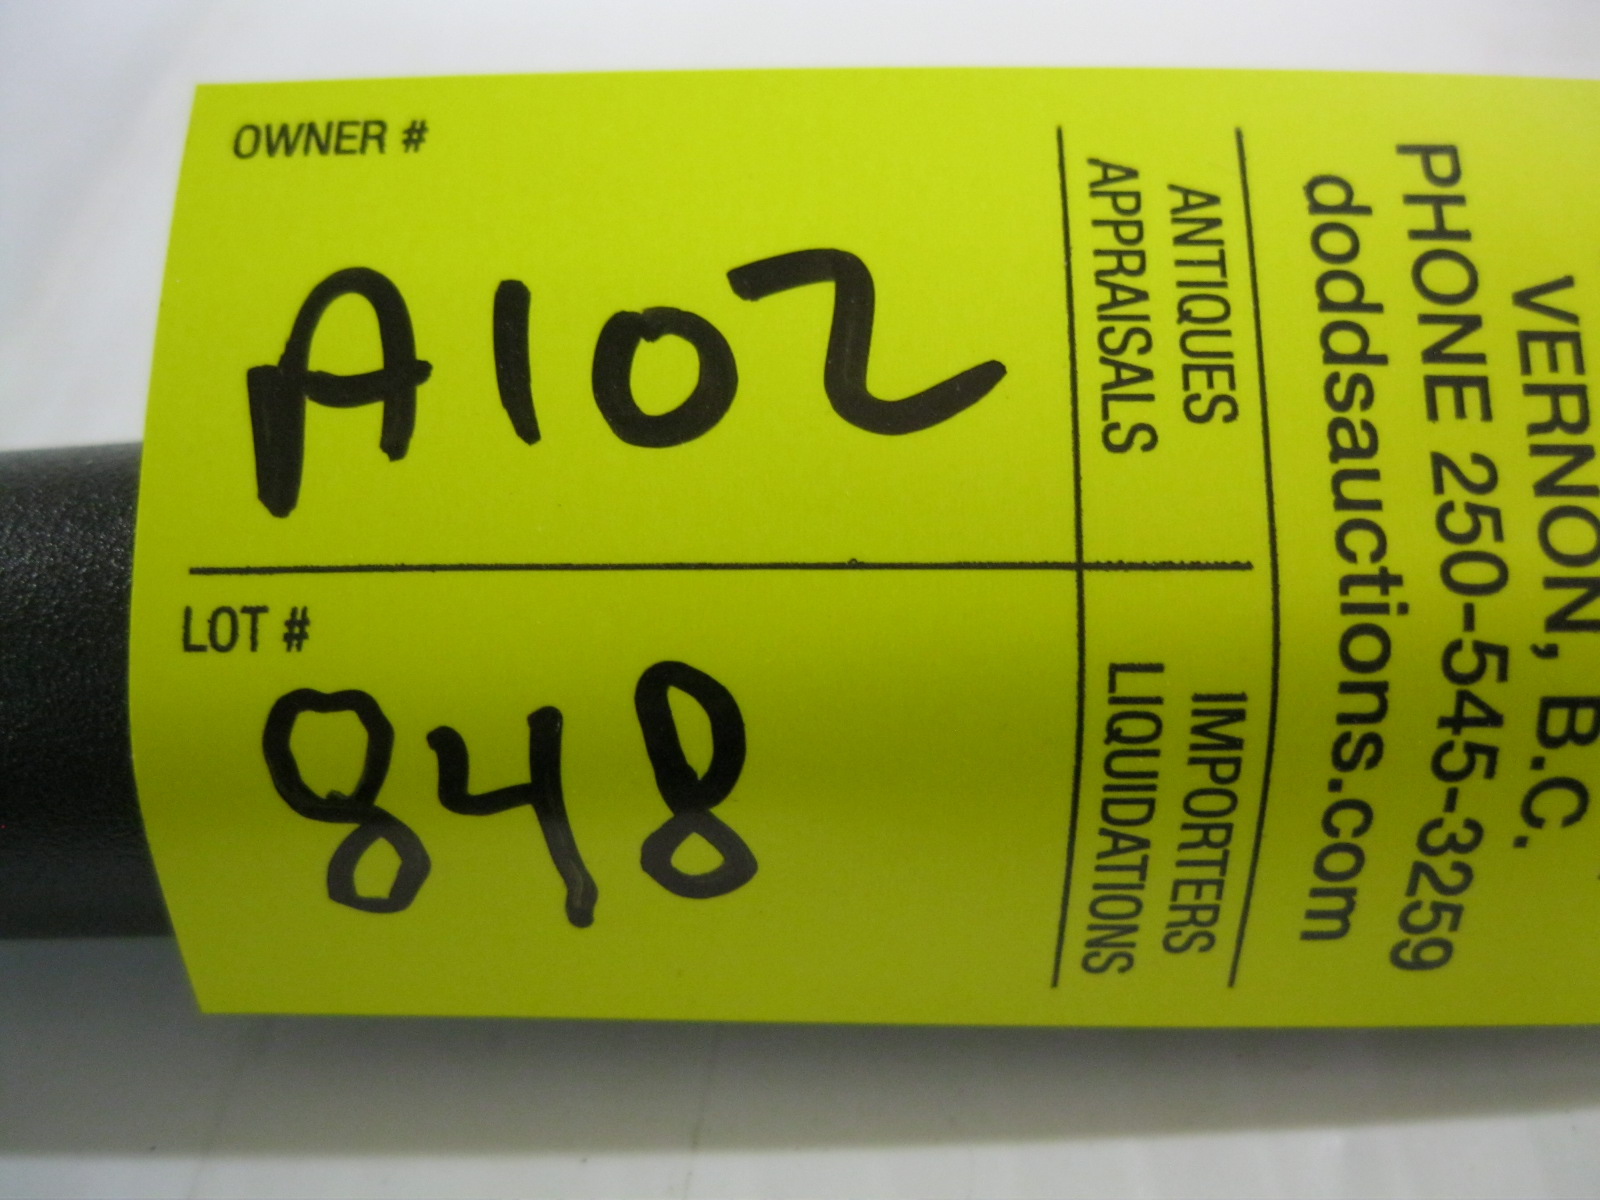 OWNER #
A102
LOT #
848
VERNON, B.C.
PHONE 250-545-3259
doddsauctions.com
ANTIQUES IMPORTERS
APPRAISALS LIQUIDATIONS